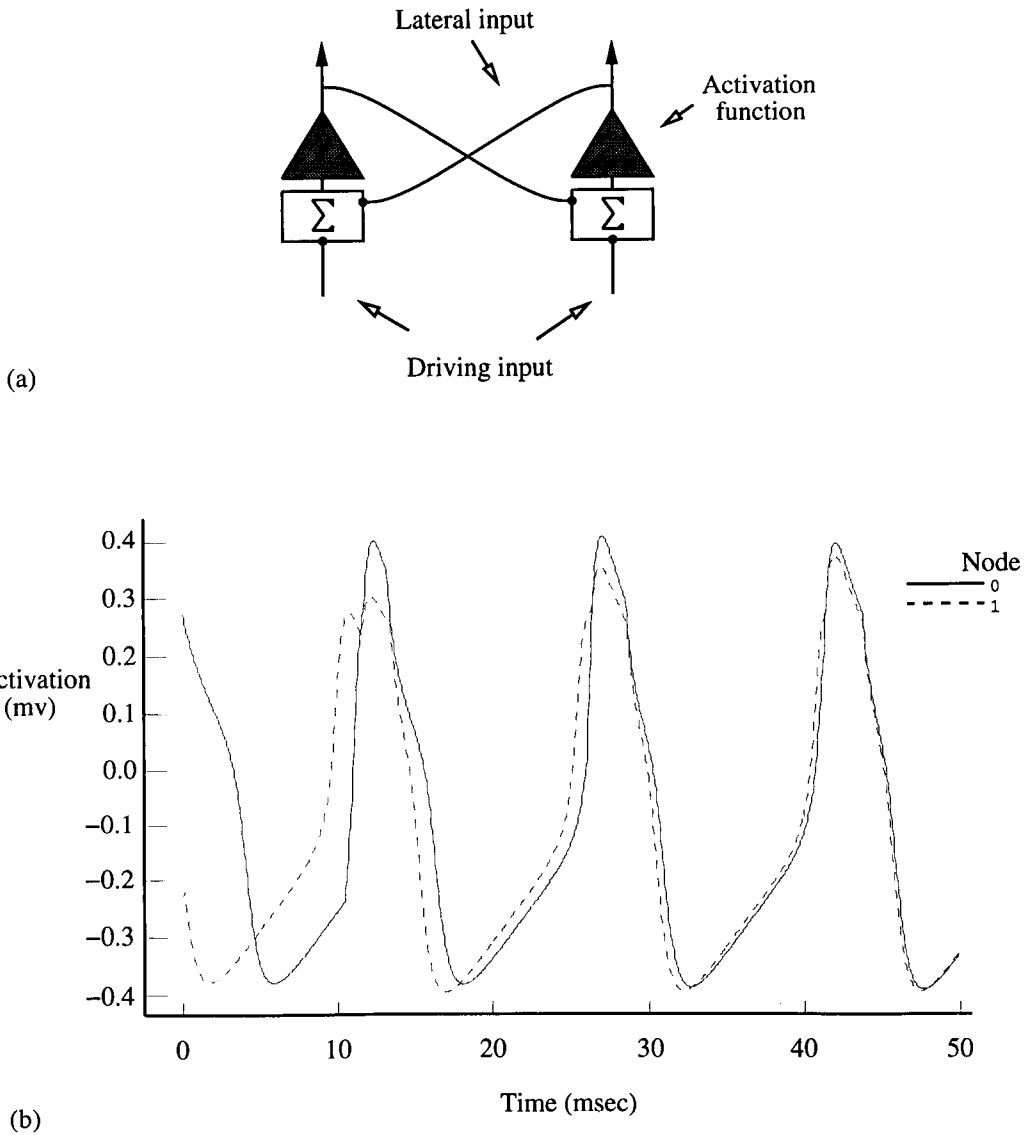 Lateral input
Activation
function
Σ
Σ
Driving input
(a)
0.4
0.3
0.2
0.1
0.0
−0.1
−0.2
−0.3
−0.4
ctivation
(mv)
Node
0
1
0
10
20
30
40
50
Time (msec)
(b)